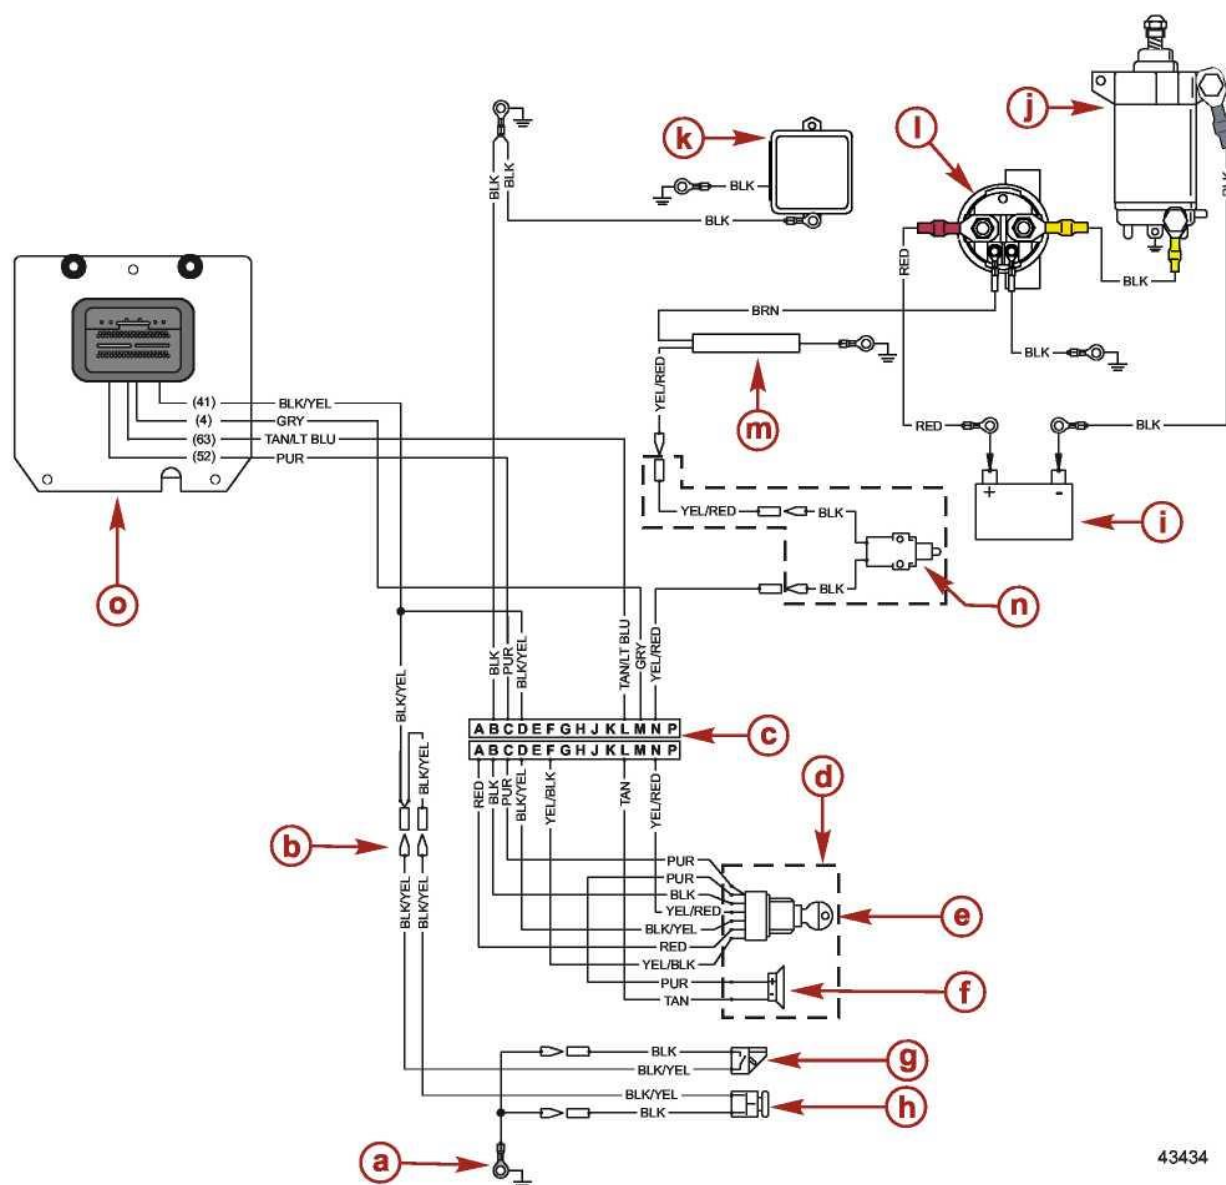 j
k
l
BLK
BLK
BLK
BLK
BLK
RED
BLK
BRN
BLK
YEL/RED
m
(41) BLK/YEL
(4) GRY
(63) TAN/LT BLU
(52) PUR
RED
BLK
+ -
YEL/RED
BLK
i
o
BLK
n
BLK
PUR
BLK/YEL
TAN/LT BLU
GRY
YEL/RED
BLK/YEL
BLK/YEL
A B C D E F G H J K L M N P
c
A B C D E F G H J K L M N P
RED
BLK
PUR
BLK/YEL
YEL/BLK
TAN
YEL/RED
d
b
BLK/YEL
BLK/YEL
PUR
PUR
BLK
YEL/RED
e
BLK/YEL
RED
YEL/BLK
PUR
+
f
-
TAN
BLK
g
BLK/YEL
BLK/YEL
h
BLK
a
43434